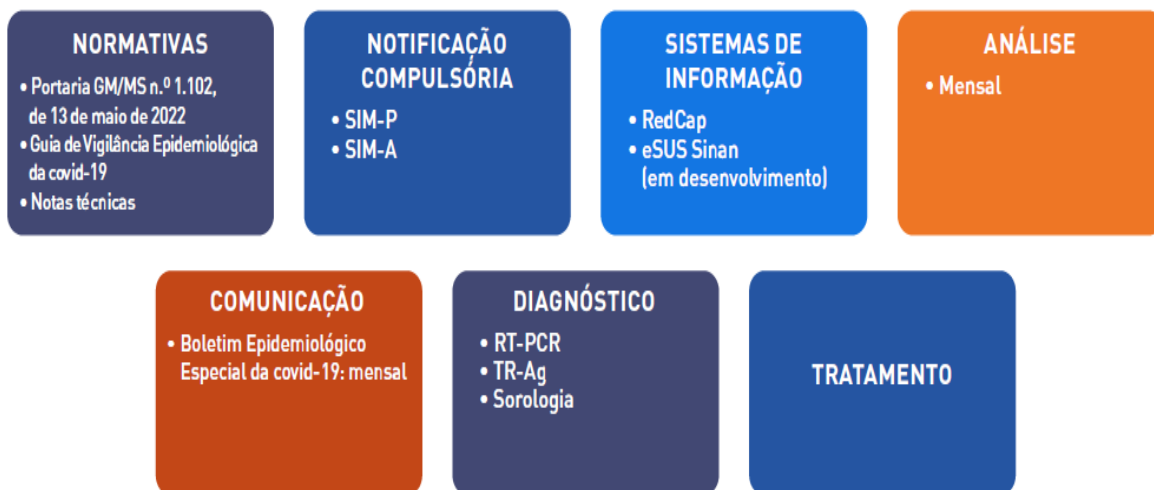 NORMATIVAS
• Portaria GM/MS n.º 1.102,
de 13 de maio de 2022
• Guia de Vigilância Epidemiológica
da covid-19
• Notas técnicas
NOTIFICAÇÃO
COMPULSÓRIA
• SIM-P
• SIM-A
SISTEMAS DE
INFORMAÇÃO
• RedCap
• eSUS Sinan
(em desenvolvimento)
ANÁLISE
• Mensal
COMUNICAÇÃO
• Boletim Epidemiológico
Especial da covid-19: mensal
DIAGNÓSTICO
• RT-PCR
• TR-Ag
• Sorologia
TRATAMENTO